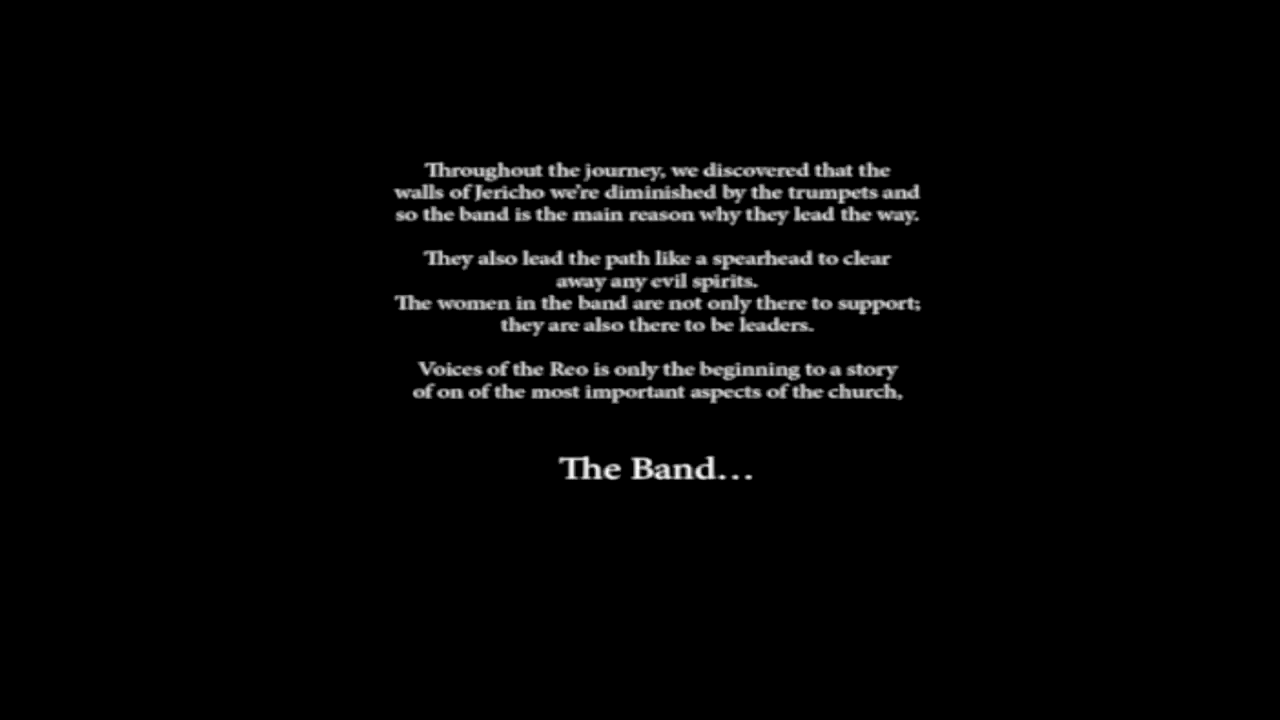 Throughout the journey, we discovered that the
walls of Jericho we're diminished by the trumpets and
so the band is the main reason why they lead the way.
They also lead the path like a spearhead to clear
away any evil spirits.
The women in the band are not only there to support;
they are also there to be leaders.
Voices of the Reo is only the beginning to a story
of on of the most important aspects of the church,
The Band...